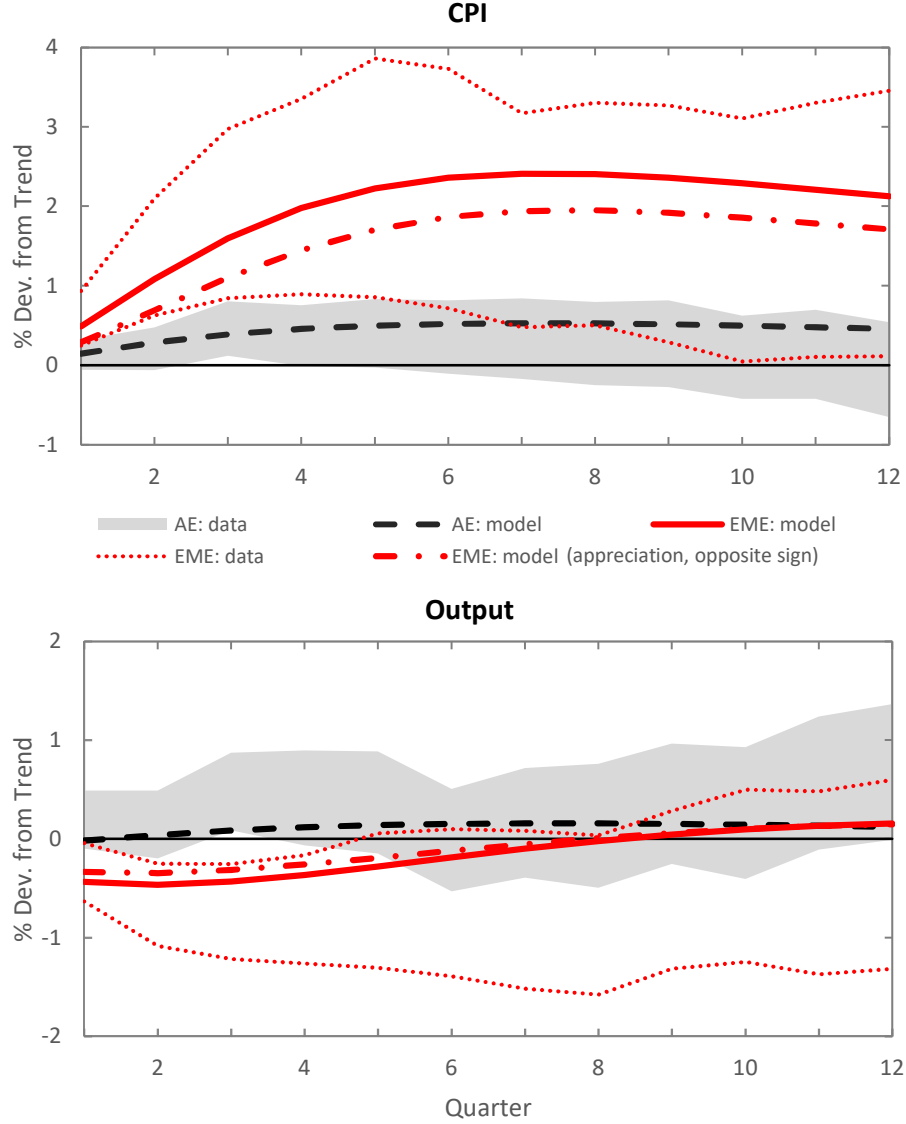 CPI
% Dev. from Trend
4
3
2
1
0
-1
2 4 6 8 10 12
AE: data AE: model EME: model
EME: data EME: model (appreciation, opposite sign)
Output
% Dev. from Trend
2
1
0
-1
-2
2 4 6 8 10 12
Quarter